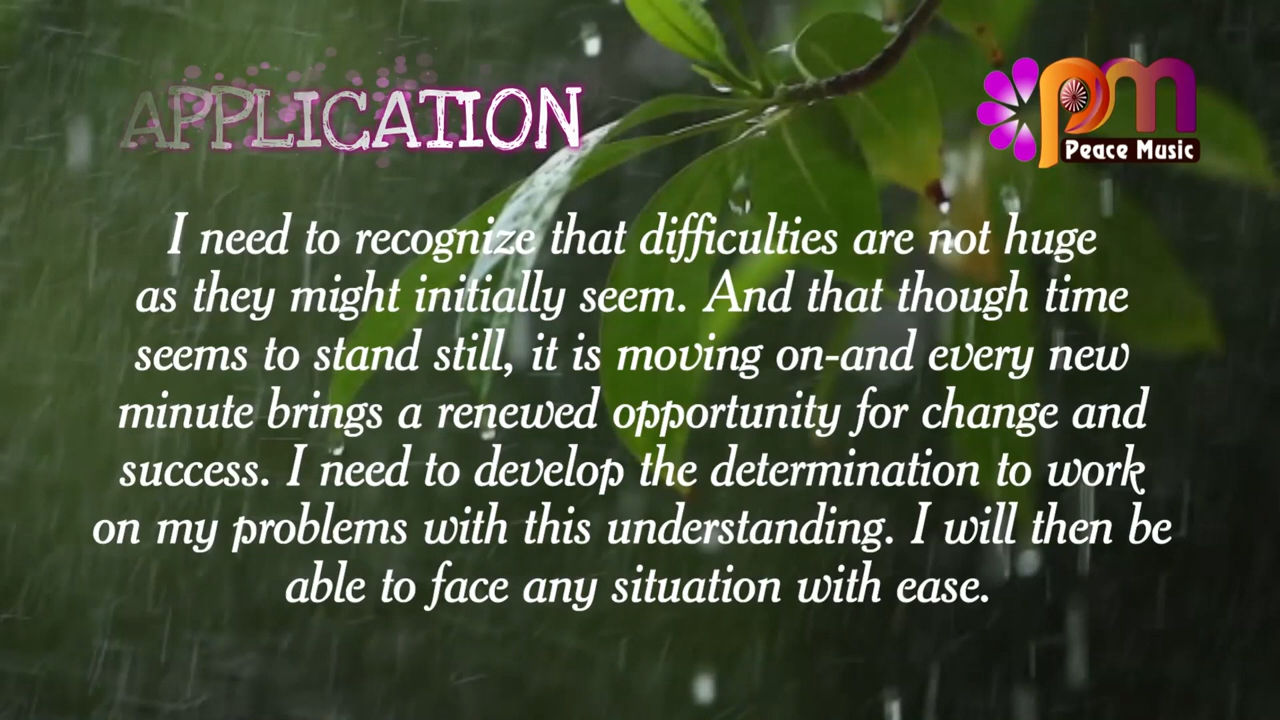 APPLICATION
pm
Peace Music
I need to recognize that difficulties are not huge
as they might initially seem. And that though time
seems to stand still, it is moving on-and every new
minute brings a renewed opportunity for change and
success. I need to develop the determination to work
on my problems with this understanding. I will then be
able to face any situation with ease.